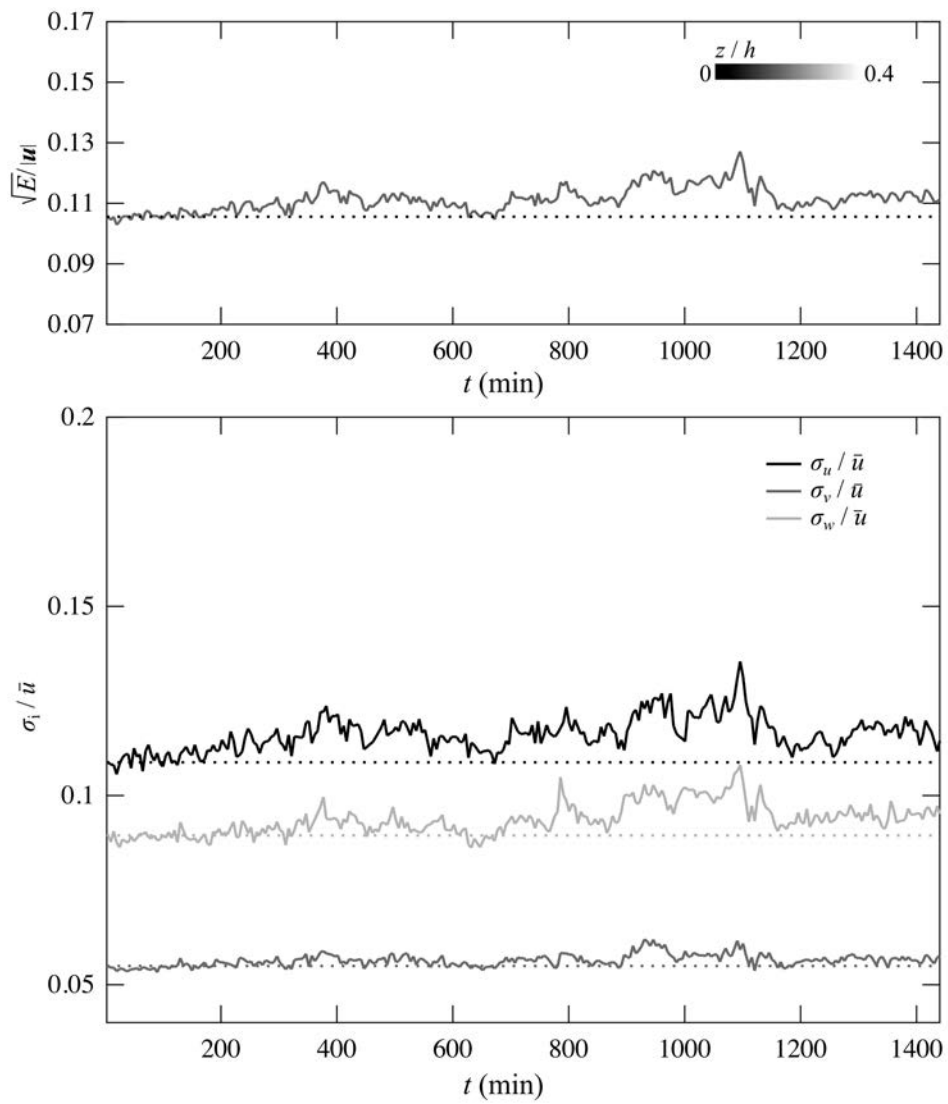 0.17
0.15
0.13
0.11
0.09
0.07
√E/|u|
z / h
0 0.4
200 400 600 800 1000 1200 1400
t (min)
0.2
0.15
0.1
0.05
σi / ū
σu / ū
σv / ū
σw / ū
200 400 600 800 1000 1200 1400
t (min)